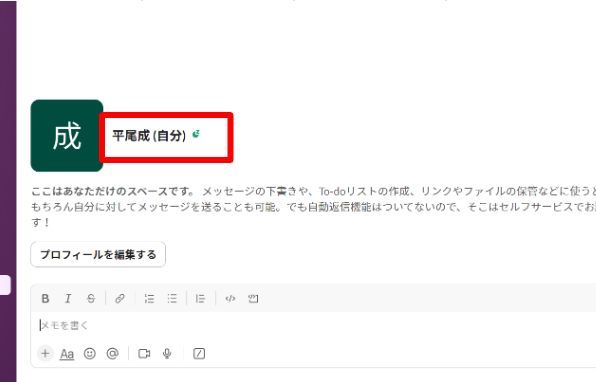 成
平尾成 (自分)
ここはあなただけのスペースです。 メッセージの下書きや、To-doリストの作成、リンクやファイルの保管などに使うと
もちろん自分に対してメッセージを送ることも可能。でも自動返信機能はついてないので、そこはセルフサービスでお
す！
プロフィールを編集する
B I S </>
メモを書く
+ Aa @